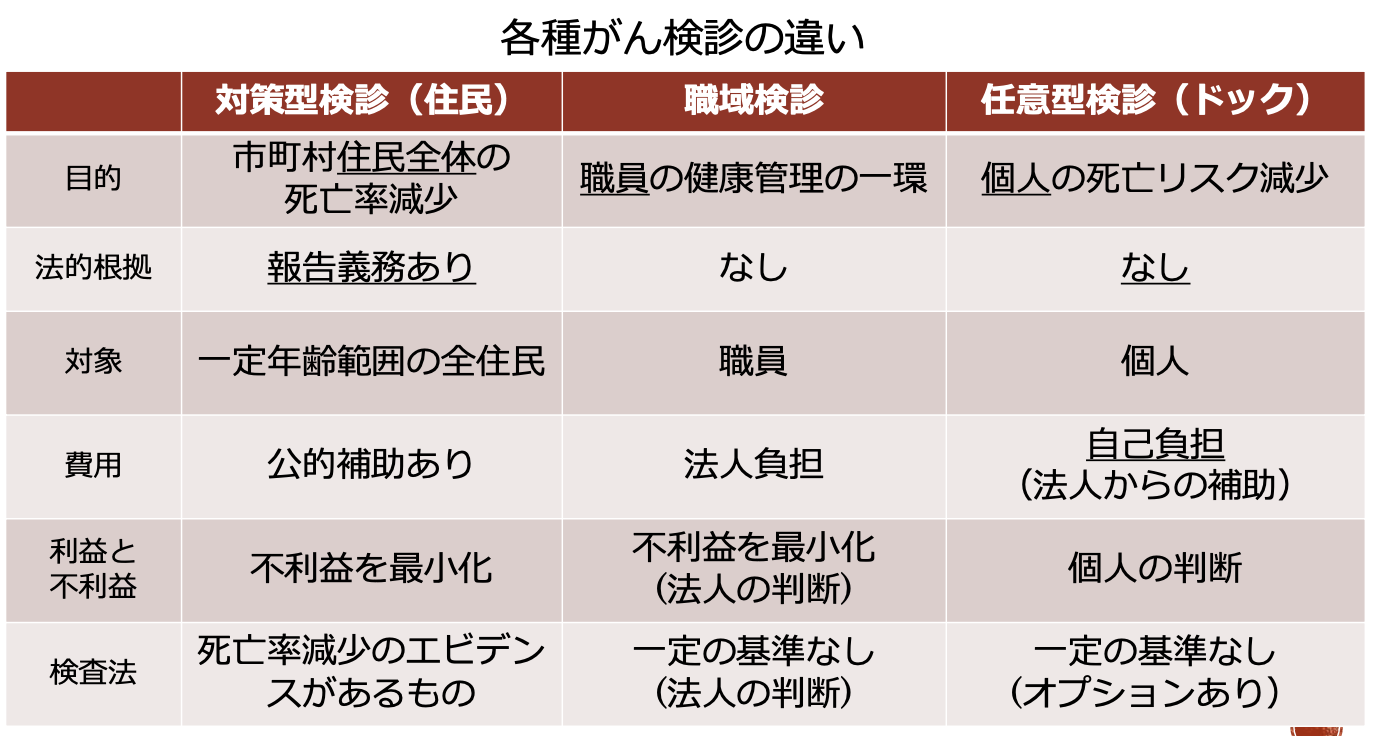 各種がん検診の違い
対策型検診（住民）
職域検診
任意型検診（ドック）
目的
市町村住民全体の
死亡率減少
職員の健康管理の一環
個人の死亡リスク減少
法的根拠
報告義務あり
なし
なし
対象
一定年齢範囲の全住民
職員
個人
費用
公的補助あり
法人負担
自己負担
（法人からの補助）
利益と
不利益
不利益を最小化
不利益を最小化
（法人の判断）
個人の判断
検査法
死亡率減少のエビデン
スがあるもの
一定の基準なし
（法人の判断）
一定の基準なし
（オプションあり）